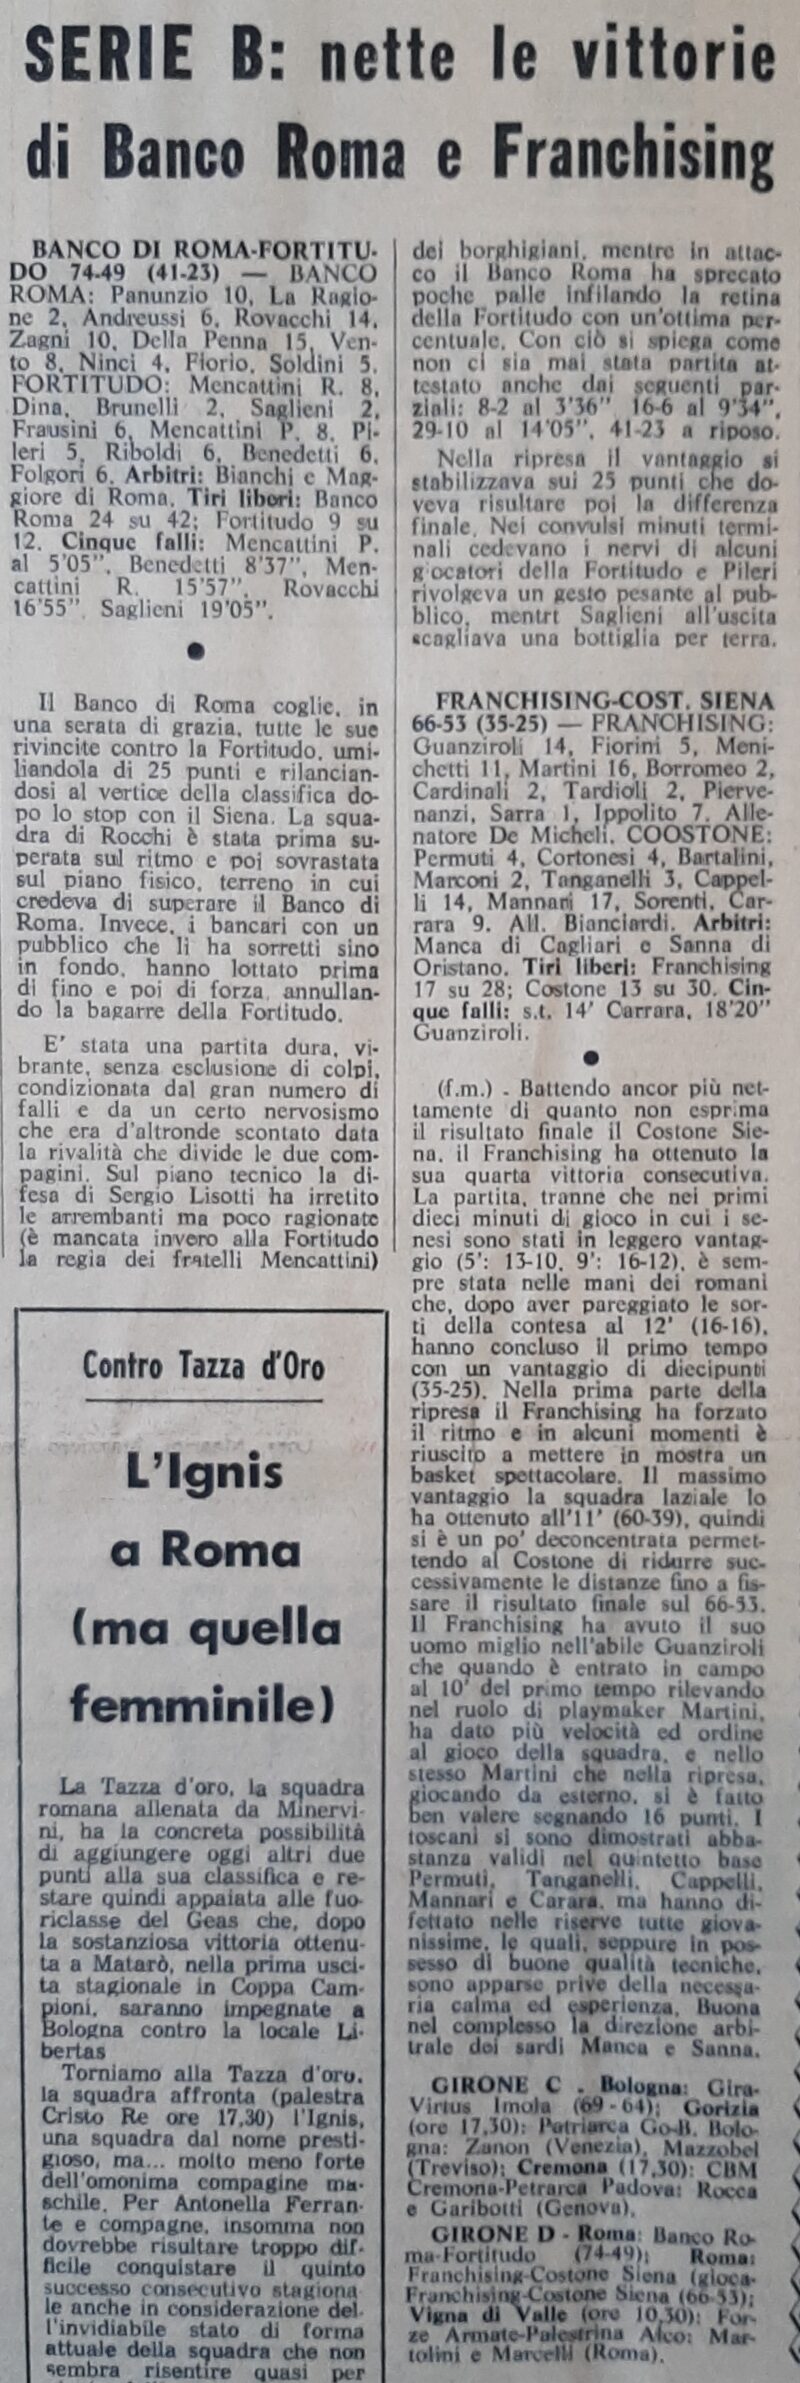 SERIE B: nette le vittorie
di Banco Roma e Franchising
BANCO DI ROMA-FORTITU-
DO 74-49 (41-23) — BANCO
ROMA: Panunzio 10, La Ragio-
ne 2, Andreussi 6, Rovacchi 14,
Zagni 10, Della Penna 15, Ven-
to 8, Ninci 4, Fiorio, Soldini 5.
FORTITUDO: Mencattini R. 8,
Dina, Brunelli 2, Saglieni 2,
Frausini 6, Mencattini P. 8, Pi-
leri 5, Riboldi 6, Benedetti 6,
Folgori 6. Arbitri: Bianchi e Mag-
giore di Roma. Tiri liberi: Banco
Roma 24 su 42; Fortitudo 9 su
12. Cinque falli: Mencattini P.
al 5'05", Benedetti 8'37", Men-
cattini R. 15'57", Rovacchi
16'55", Saglieni 19'05".
●
Il Banco di Roma coglie, in
una serata di grazia, tutte le sue
rivincite contro la Fortitudo, umi-
liandola di 25 punti e rilancian-
dosi al vertice della classifica do-
po lo stop con il Siena. La squa-
dra di Rocchi è stata prima su-
perata sul ritmo e poi sovrastata
sul piano fisico, terreno in cui
credeva di superare il Banco di
Roma. Invece, i bancari con un
pubblico che li ha sorretti sino
in fondo, hanno lottato prima
di fino e poi di forza, annullan-
do la bagarre della Fortitudo.
E' stata una partita dura, vi-
brante, senza esclusione di colpi,
condizionata dal gran numero di
falli e da un certo nervosismo
che era d'altronde scontato data
la rivalità che divide le due com-
pagini. Sul piano tecnico la di-
fesa di Sergio Lisotti ha irretito
le arrembanti ma poco ragionate
(è mancata invero alla Fortitudo
la regia dei fratelli Mencattini)
Contro Tazza d'Oro
L'Ignis
a Roma
(ma quella
femminile)
La Tazza d'oro, la squadra
romana allenata da Minervi-
ni, ha la concreta possibilità
di aggiungere oggi altri due
punti alla sua classifica e re-
stare quindi appaiata alle fuo-
riclasse del Geas che, dopo
la sostanziosa vittoria ottenu-
ta a Matarò, nella prima usci-
ta stagionale in Coppa Cam-
pioni, saranno impegnate a
Bologna contro la locale Li-
bertas
Torniamo alla Tazza d'oro,
la squadra affronta (palestra
Cristo Re ore 17,30) l'Ignis,
una squadra dal nome presti-
gioso, ma... molto meno forte
dell'omonima compagine ma-
schile. Per Antonella Ferran-
te e compagne, insomma non
dovrebbe risultare troppo dif-
ficile conquistare il quinto
successo consecutivo stagiona-
le anche in considerazione del-
l'invidiabile stato di forma
attuale della squadra che non
sembra risentire quasi per
dei borghigiani, mentre in attac-
co il Banco Roma ha sprecato
poche palle infilando la retina
della Fortitudo con un'ottima per-
centuale. Con ciò si spiega come
non ci sia mai stata partita at-
testato anche dai seguenti par-
ziali: 8-2 al 3'36", 16-6 al 9'34",
29-10 al 14'05", 41-23 a riposo.
Nella ripresa il vantaggio si
stabilizzava sui 25 punti che do-
veva risultare poi la differenza
finale. Nei convulsi minuti termi-
nali cedevano i nervi di alcuni
giocatori della Fortitudo e Pileri
rivolgeva un gesto pesante al pub-
blico, mentrt Saglieni all'uscita
scagliava una bottiglia per terra.
FRANCHISING-COST. SIENA
66-53 (35-25) — FRANCHISING:
Guanziroli 14, Fiorini 5, Meni-
chetti 11, Martini 16, Borromeo 2,
Cardinali 2, Tardioli 2, Pierve-
nanzi, Sarra 1, Ippolito 7. Alle-
natore De Micheli. COOSTONE:
Permuti 4, Cortonesi 4, Bartalini,
Marconi 2, Tanganelli 3, Cappel-
li 14, Mannari 17, Sorenti, Car-
rara 9. All. Bianciardi. Arbitri:
Manca di Cagliari e Sanna di
Oristano. Tiri liberi: Franchising
17 su 28; Costone 13 su 30. Cin-
que falli: s.t. 14' Carrara, 18'20"
Guanziroli.
●
(f.m.) - Battendo ancor più net-
tamente di quanto non esprima
il risultato finale il Costone Sie-
na, il Franchising ha ottenuto la
sua quarta vittoria consecutiva.
La partita, tranne che nei primi
dieci minuti di gioco in cui i se-
nesi sono stati in leggero vantag-
gio (5': 13-10, 9': 16-12), è sem-
pre stata nelle mani dei romani
che, dopo aver pareggiato le sor-
ti della contesa al 12' (16-16),
hanno concluso il primo tempo
con un vantaggio di diecipunti
(35-25). Nella prima parte della
ripresa il Franchising ha forzato
il ritmo e in alcuni momenti è
riuscito a mettere in mostra un
basket spettacolare. Il massimo
vantaggio la squadra laziale lo
ha ottenuto all'11' (60-39), quindi
si è un po' deconcentrata permet-
tendo al Costone di ridurre suc-
cessivamente le distanze fino a fis-
sare il risultato finale sul 66-53.
Il Franchising ha avuto il suo
uomo miglio nell'abile Guanziroli
che quando è entrato in campo
al 10' del primo tempo rilevando
nel ruolo di playmaker Martini,
ha dato più velocità ed ordine
al gioco della squadra, e nello
stesso Martini che nella ripresa,
giocando da esterno, si è fatto
ben valere segnando 16 punti. I
toscani si sono dimostrati abba-
stanza validi nel quintetto base
Permuti, Tanganelli, Cappelli,
Mannari e Carara, ma hanno di-
fettato nelle riserve tutte giova-
nissime, le quali, seppure in pos-
sesso di buone qualità tecniche,
sono apparse prive della necessa-
ria calma ed esperienza. Buona
nel complesso la direzione arbi-
trale dei sardi Manca e Sanna.
GIRONE C - Bologna: Gira-
Virtus Imola (69-64); Gorizia
(ore 17,30): Patriarca Go-B. Bolo-
gna: Zanon (Venezia), Mazzobel
(Treviso); Cremona (17,30): CBM
Cremona-Petrarca Padova: Rocca
e Garibotti (Genova).
GIRONE D - Roma: Banco Ro-
ma-Fortitudo (74-49); Roma:
Franchising-Costone Siena (gioca-
Franchising-Costone Siena (66-53);
Vigna di Valle (ore 10,30): For-
ze Armate-Palestrina Alco: Mar-
tolini e Marcelli (Roma).